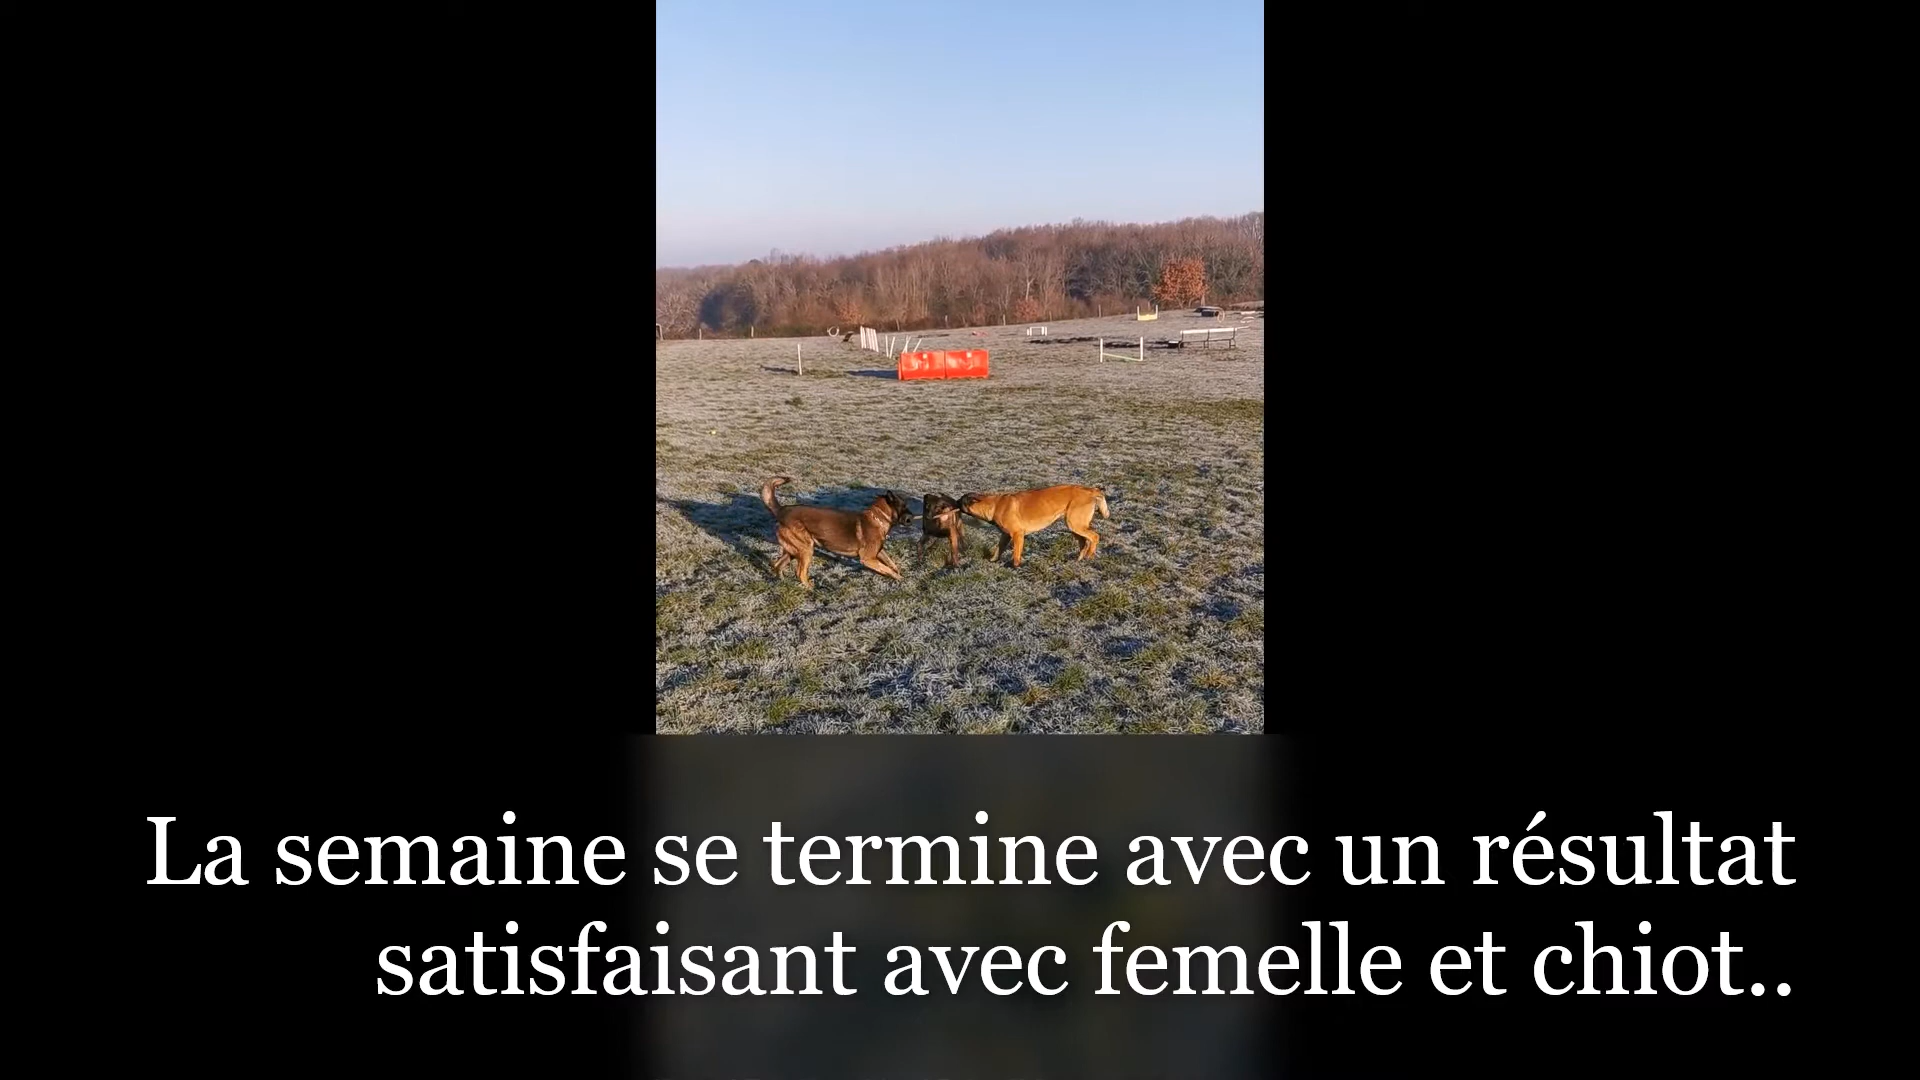 La semaine se termine avec un résultat
satisfaisant avec femelle et chiot..